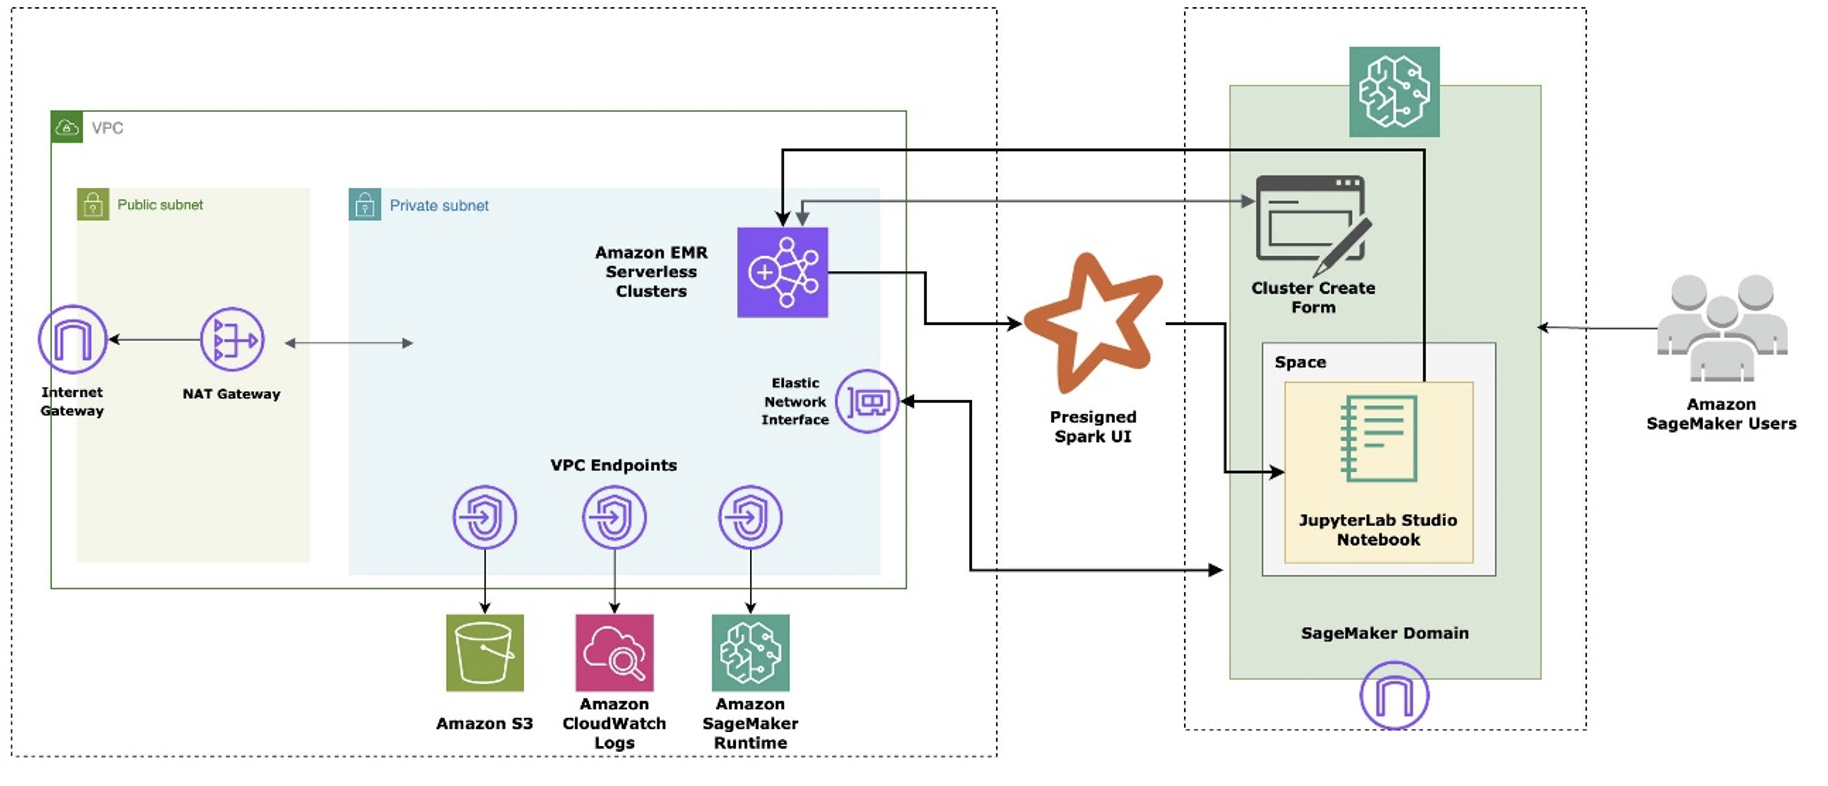 VPC
Public subnet
Private subnet
Amazon EMR
Serverless
Clusters
Internet
Gateway
NAT Gateway
Elastic
Network
Interface
VPC Endpoints
Amazon S3
Amazon
CloudWatch
Logs
Amazon
SageMaker
Runtime
Presigned
Spark UI
Cluster Create
Form
Space
JupyterLab Studio
Notebook
SageMaker Domain
Amazon
SageMaker Users